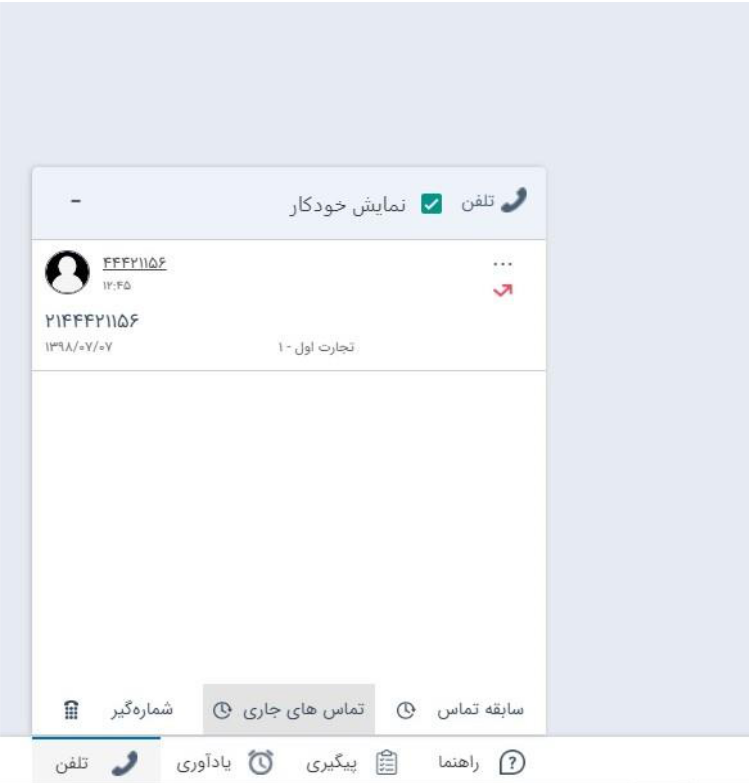 تلفن نمایش خودکار -
۴۴۴۲۱۱۵۶ ...
۱۲:۴۵
۲۱۴۴۴۲۱۱۵۶
تجارت اول - ۱ ۱۳۹۸/۰۷/۰۷
سابقه تماس تماس های جاری شماره‌گیر
راهنما پیگیری یادآوری تلفن